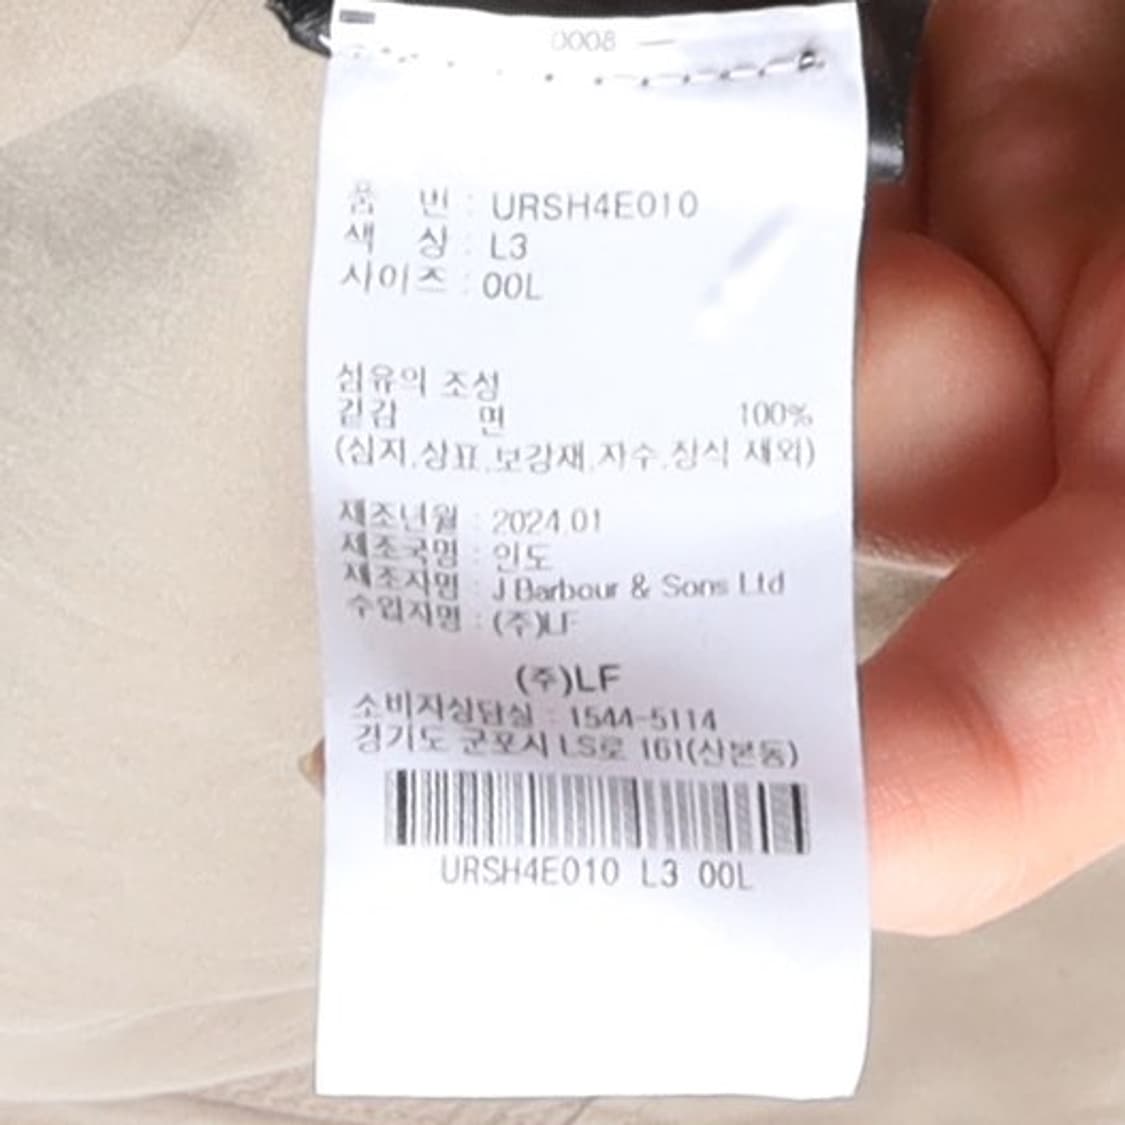 0008
품 번 : URSH4E010
색 상 : L3
사이즈 : 00L
섬유의 조성
겉감 면 100%
(심지.상표.보강재.자수.장식 제외)
제조년월 : 2024.01
제조국명 : 인도
제조자명 : J Barbour & Sons Ltd
수입자명 : (주)LF
(주)LF
소비자상담실 : 1544-5114
경기도 군포시 LS로 161(산본동)
URSH4E010 L3 00L